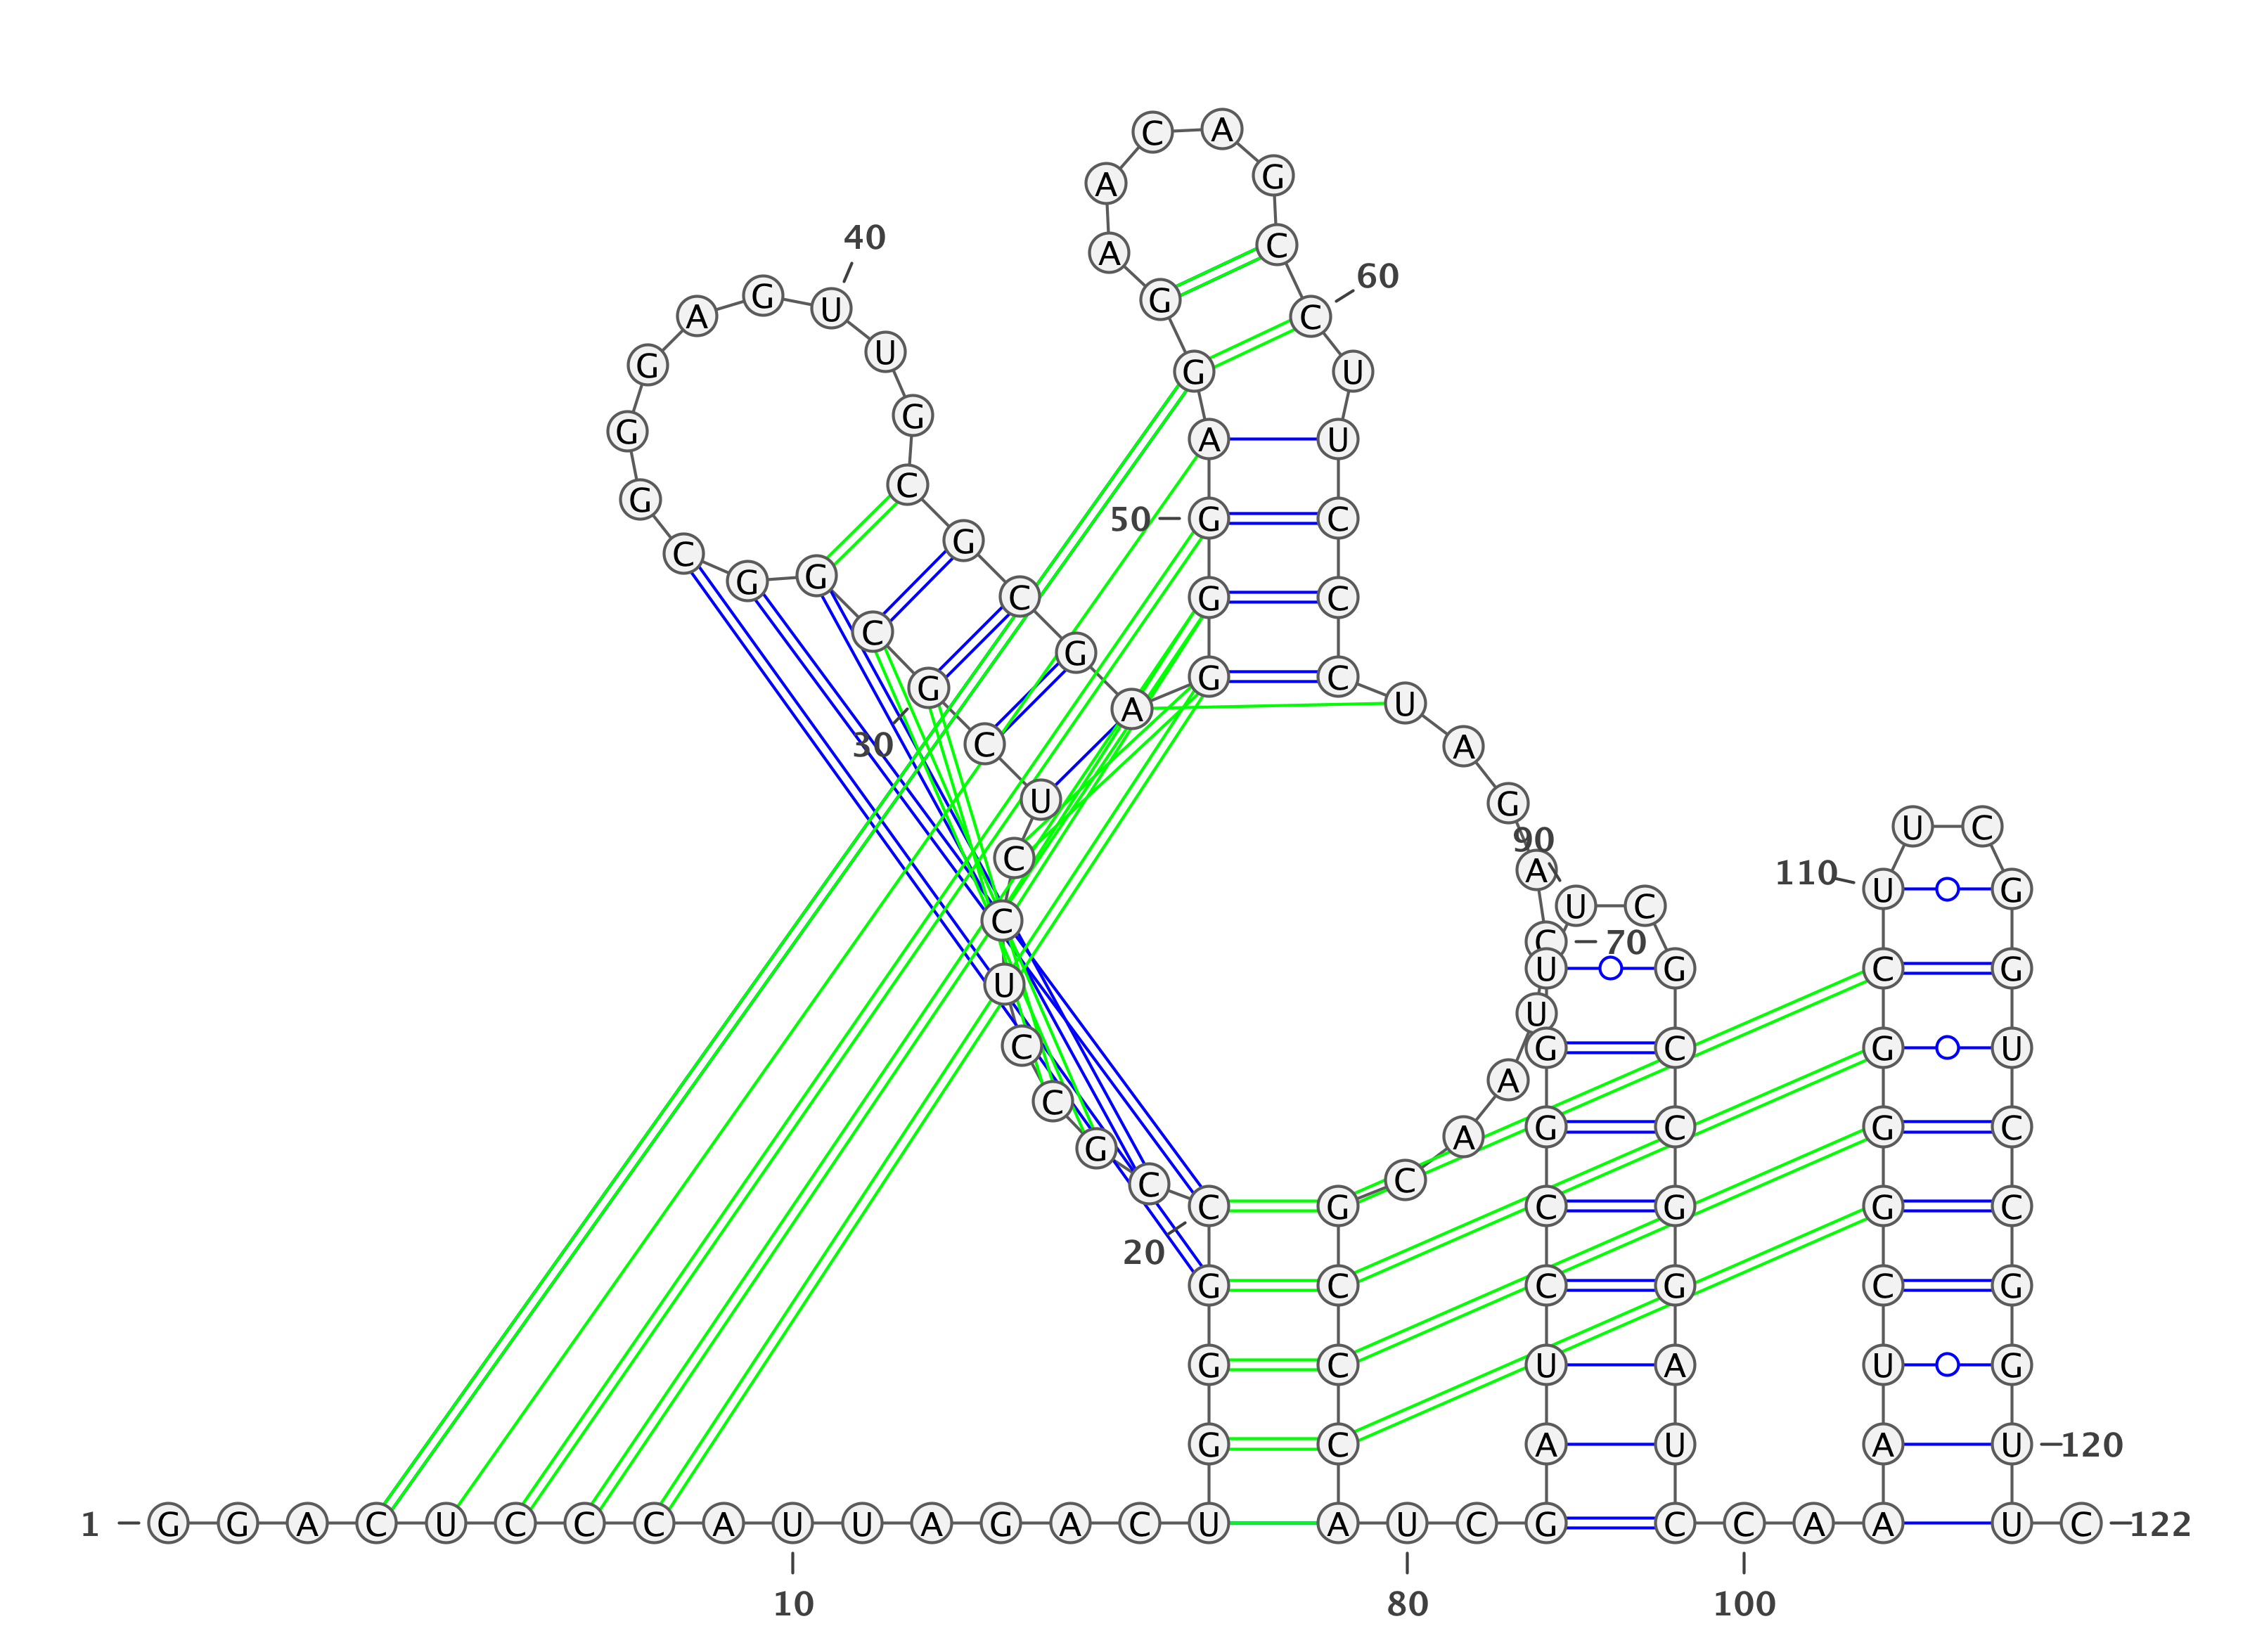 C A
A G
40 A C
60
G G
A U C
U
G G U
G
G A U
C
G 50 G C
C G
G G C G C
C
G G
G A G C
30 C U A
U G
U C
90
C A 110 U G
U C
C C 70
U G C G
U U
C G C G U
A
C
G A G C G C
C C
C G C G G C
20
G C C G C G
G C U A U G
G C A U A U 120
1 G G A C U C C C A U U A G A C U A U C G C C A A U C 122
10 80 100